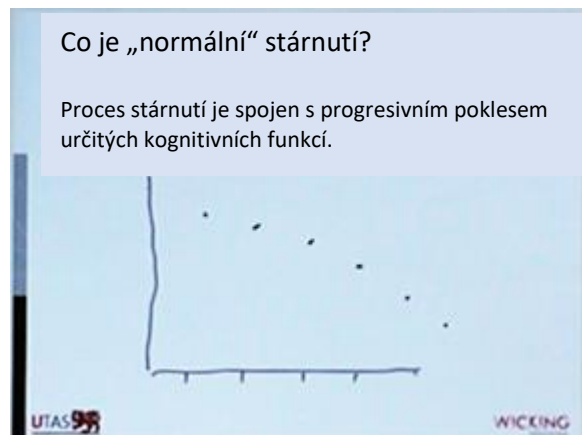 Co je „normální“ stárnutí?
Proces stárnutí je spojen s progresivním poklesem
určitých kognitivních funkcí.
UTAS
WICKING